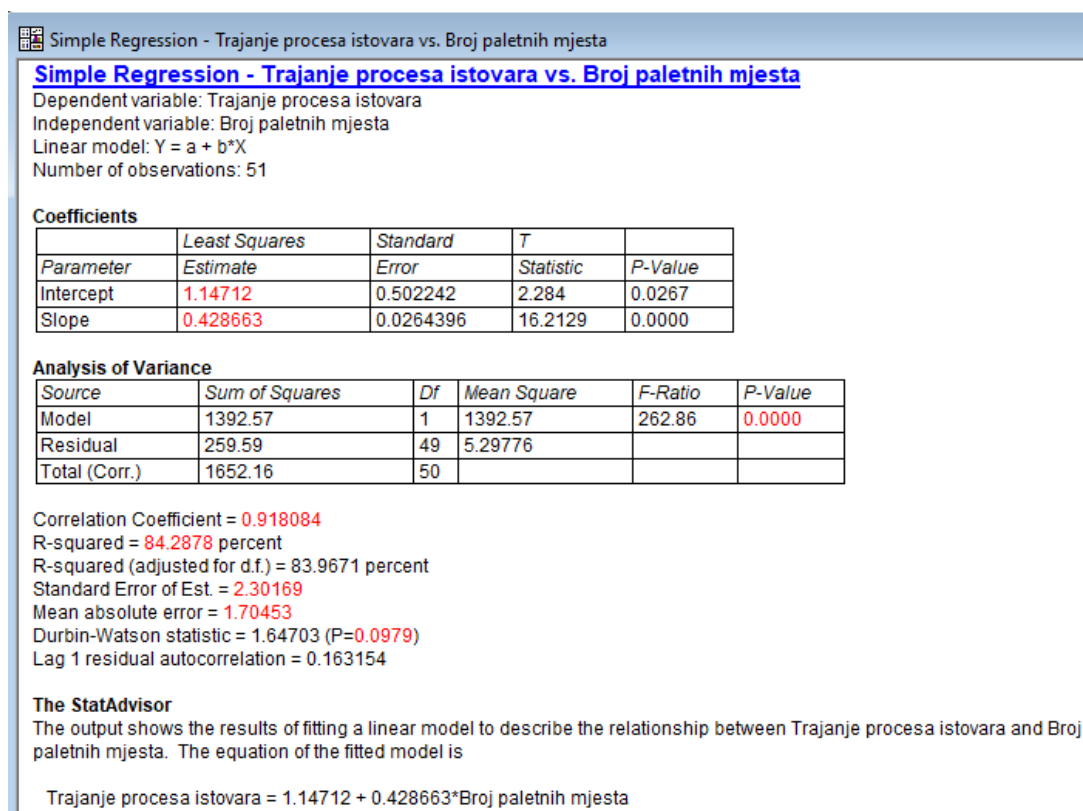 Simple Regression - Trajanje procesa istovara vs. Broj paletnih mjesta
Simple Regression - Trajanje procesa istovara vs. Broj paletnih mjesta
Dependent variable: Trajanje procesa istovara
Independent variable: Broj paletnih mjesta
Linear model: Y = a + b*X
Number of observations: 51
Coefficients
Least Squares Standard T
Parameter Estimate Error Statistic P-Value
Intercept 1.14712 0.502242 2.284 0.0267
Slope 0.428663 0.0264396 16.2129 0.0000
Analysis of Variance
Source Sum of Squares Df Mean Square F-Ratio P-Value
Model 1392.57 1 1392.57 262.86 0.0000
Residual 259.59 49 5.29776
Total (Corr.) 1652.16 50
Correlation Coefficient = 0.918084
R-squared = 84.2878 percent
R-squared (adjusted for d.f.) = 83.9671 percent
Standard Error of Est. = 2.30169
Mean absolute error = 1.70453
Durbin-Watson statistic = 1.64703 (P=0.0979)
Lag 1 residual autocorrelation = 0.163154
The StatAdvisor
The output shows the results of fitting a linear model to describe the relationship between Trajanje procesa istovara and Broj
paletnih mjesta.  The equation of the fitted model is
Trajanje procesa istovara = 1.14712 + 0.428663*Broj paletnih mjesta